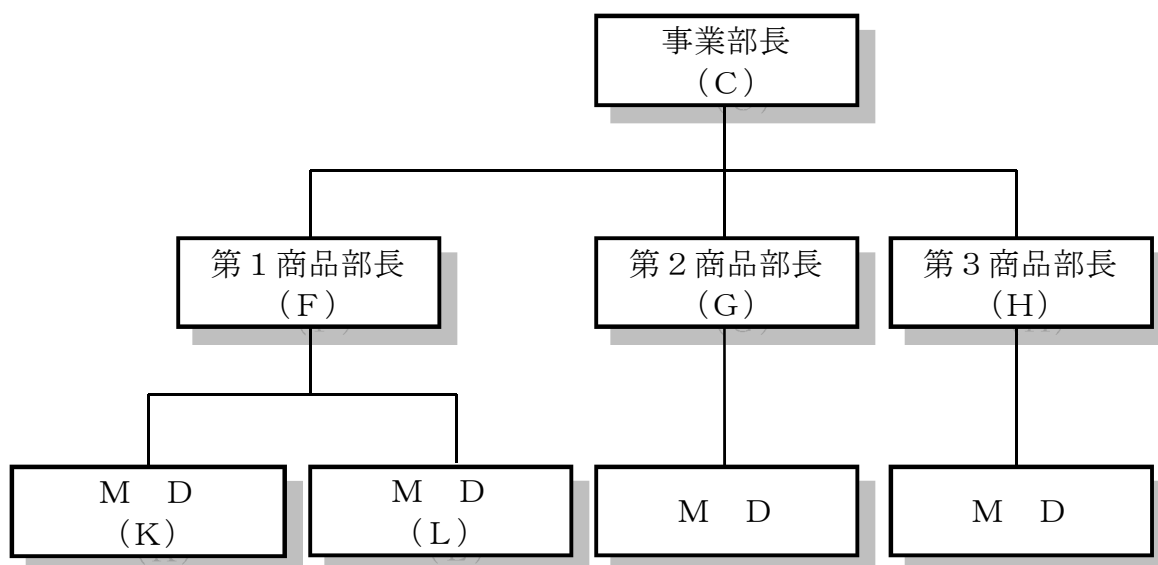 事業部長
（C）
第１商品部長
（F）
第２商品部長
（G）
第３商品部長
（H）
Ｍ　Ｄ
（K）
Ｍ　Ｄ
（L）
Ｍ　Ｄ
Ｍ　Ｄ